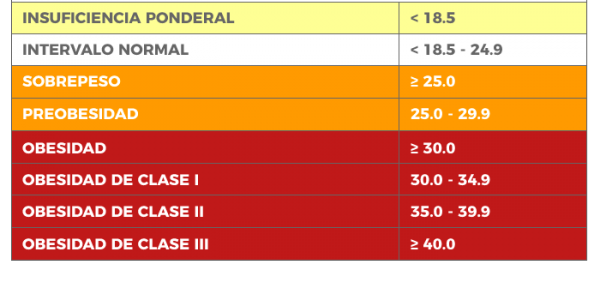 INSUFICIENCIA PONDERAL < 18.5
INTERVALO NORMAL < 18.5 - 24.9
SOBREPESO ≥ 25.0
PREOBESIDAD 25.0 - 29.9
OBESIDAD ≥ 30.0
OBESIDAD DE CLASE I 30.0 - 34.9
OBESIDAD DE CLASE II 35.0 - 39.9
OBESIDAD DE CLASE III ≥ 40.0